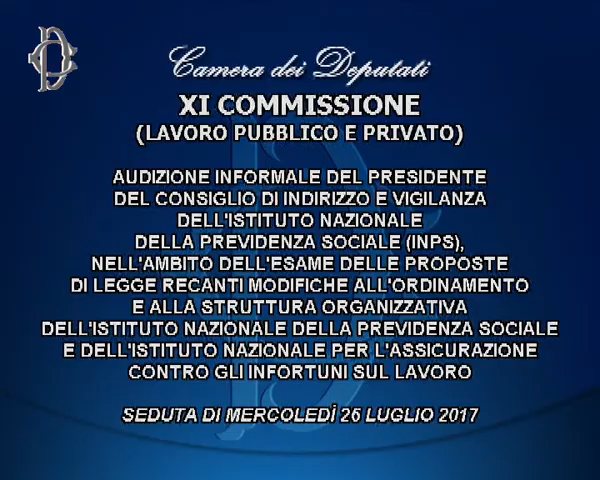 Camera dei Deputati
XI COMMISSIONE
(LAVORO PUBBLICO E PRIVATO)
AUDIZIONE INFORMALE DEL PRESIDENTE
DEL CONSIGLIO DI INDIRIZZO E VIGILANZA
DELL'ISTITUTO NAZIONALE
DELLA PREVIDENZA SOCIALE (INPS),
NELL'AMBITO DELL'ESAME DELLE PROPOSTE
DI LEGGE RECANTI MODIFICHE ALL'ORDINAMENTO
E ALLA STRUTTURA ORGANIZZATIVA
DELL'ISTITUTO NAZIONALE DELLA PREVIDENZA SOCIALE
E DELL'ISTITUTO NAZIONALE PER L'ASSICURAZIONE
CONTRO GLI INFORTUNI SUL LAVORO
SEDUTA DI MERCOLEDÌ 26 LUGLIO 2017